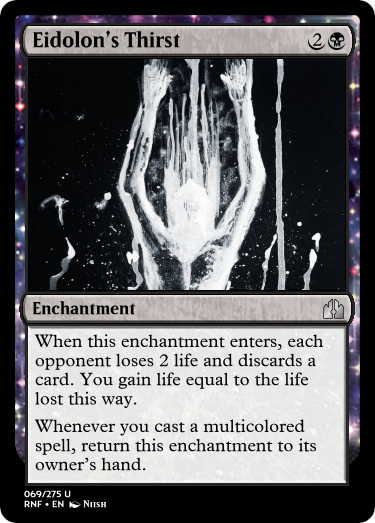 Eidolon's Thirst 2
Enchantment
When this enchantment enters, each
opponent loses 2 life and discards a
card. You gain life equal to the life
lost this way.
Whenever you cast a multicolored
spell, return this enchantment to its
owner's hand.
069/275 U
RNF • EN Niish